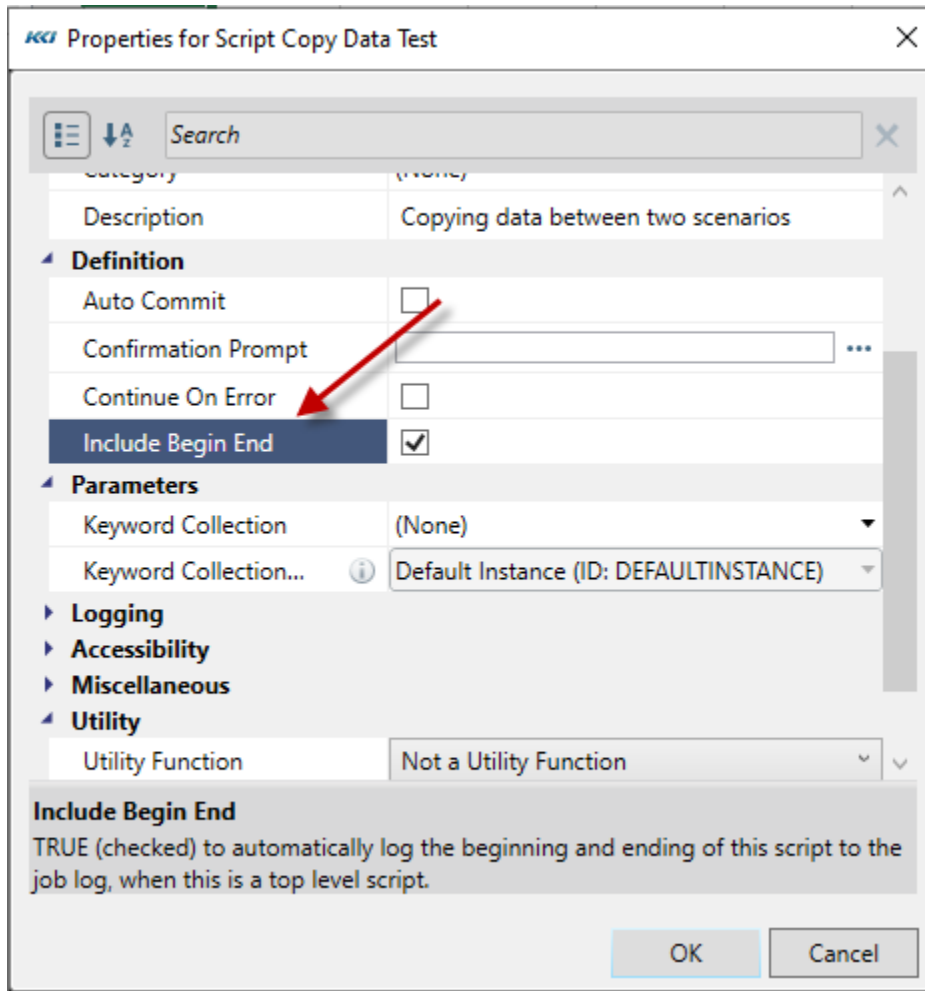 KCI Properties for Script Copy Data Test
A Z Search
Category (None)
Description Copying data between two scenarios
Definition
Auto Commit
Confirmation Prompt ...
Continue On Error
Include Begin End
Parameters
Keyword Collection (None)
Keyword Collection... i Default Instance (ID: DEFAULTINSTANCE)
Logging
Accessibility
Miscellaneous
Utility
Utility Function Not a Utility Function
Include Begin End
TRUE (checked) to automatically log the beginning and ending of this script to the
job log, when this is a top level script.
OK Cancel